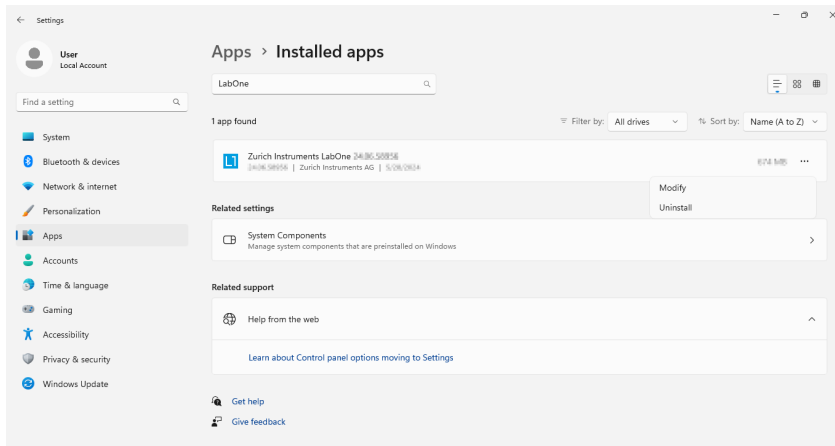 Settings
User
Local Account
Find a setting
System
Bluetooth & devices
Network & internet
Personalization
Apps
Accounts
Time & language
Gaming
Accessibility
Privacy & security
Windows Update
Apps > Installed apps
LabOne
1 app found
Filter by: All drives
Sort by: Name (A to Z)
L1 Zurich Instruments LabOne
| Zurich Instruments AG |
Modify
Uninstall
Related settings
System Components
Manage system components that are preinstalled on Windows
Related support
Help from the web
Learn about Control panel options moving to Settings
Get help
Give feedback